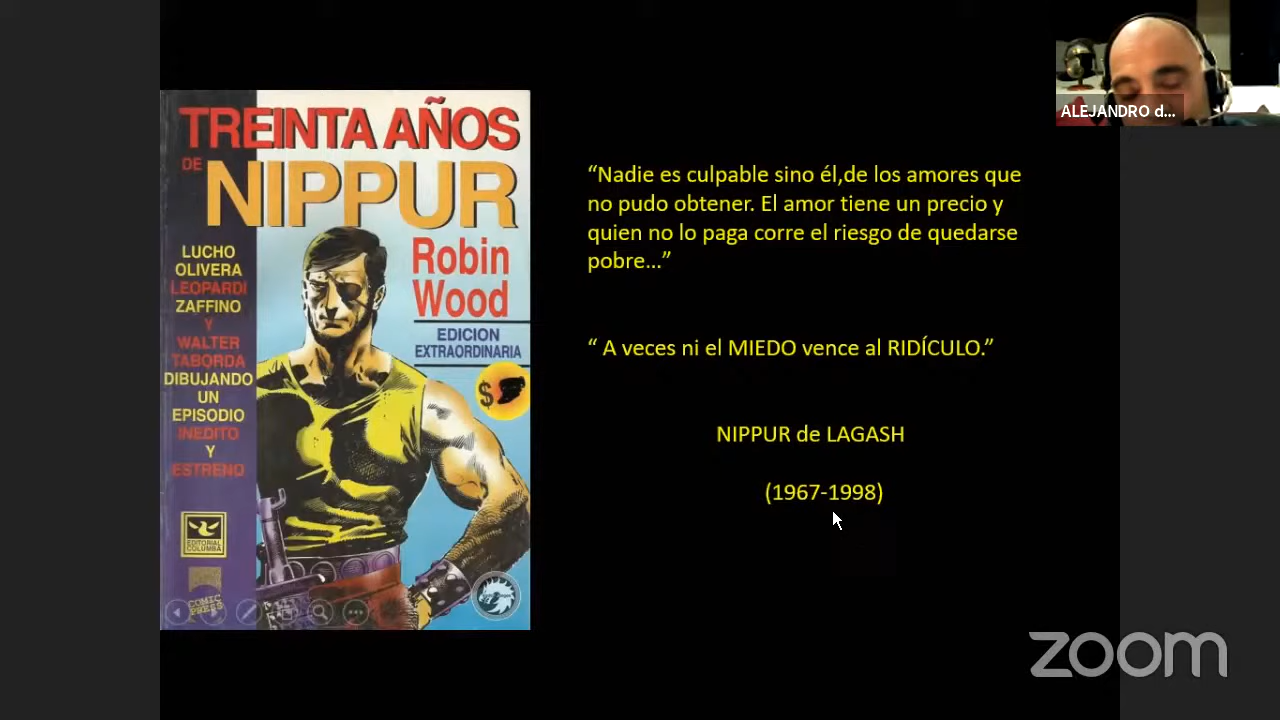 ALEJANDRO d...
TREINTA AÑOS
DE
NIPPUR
LUCHO
OLIVERA
LEOPARDI
ZAFFINO
Y
WALTER
TABORDA
DIBUJANDO
UN
EPISODIO
INEDITO
Y
ESTRENO
Robin
Wood
EDICION
EXTRAORDINARIA
$
EDITORIAL
COLUMBA
COMIC
PRESS
“Nadie es culpable sino él,de los amores que
no pudo obtener. El amor tiene un precio y
quien no lo paga corre el riesgo de quedarse
pobre...”
“ A veces ni el MIEDO vence al RIDÍCULO.”
NIPPUR de LAGASH
(1967-1998)
zoom